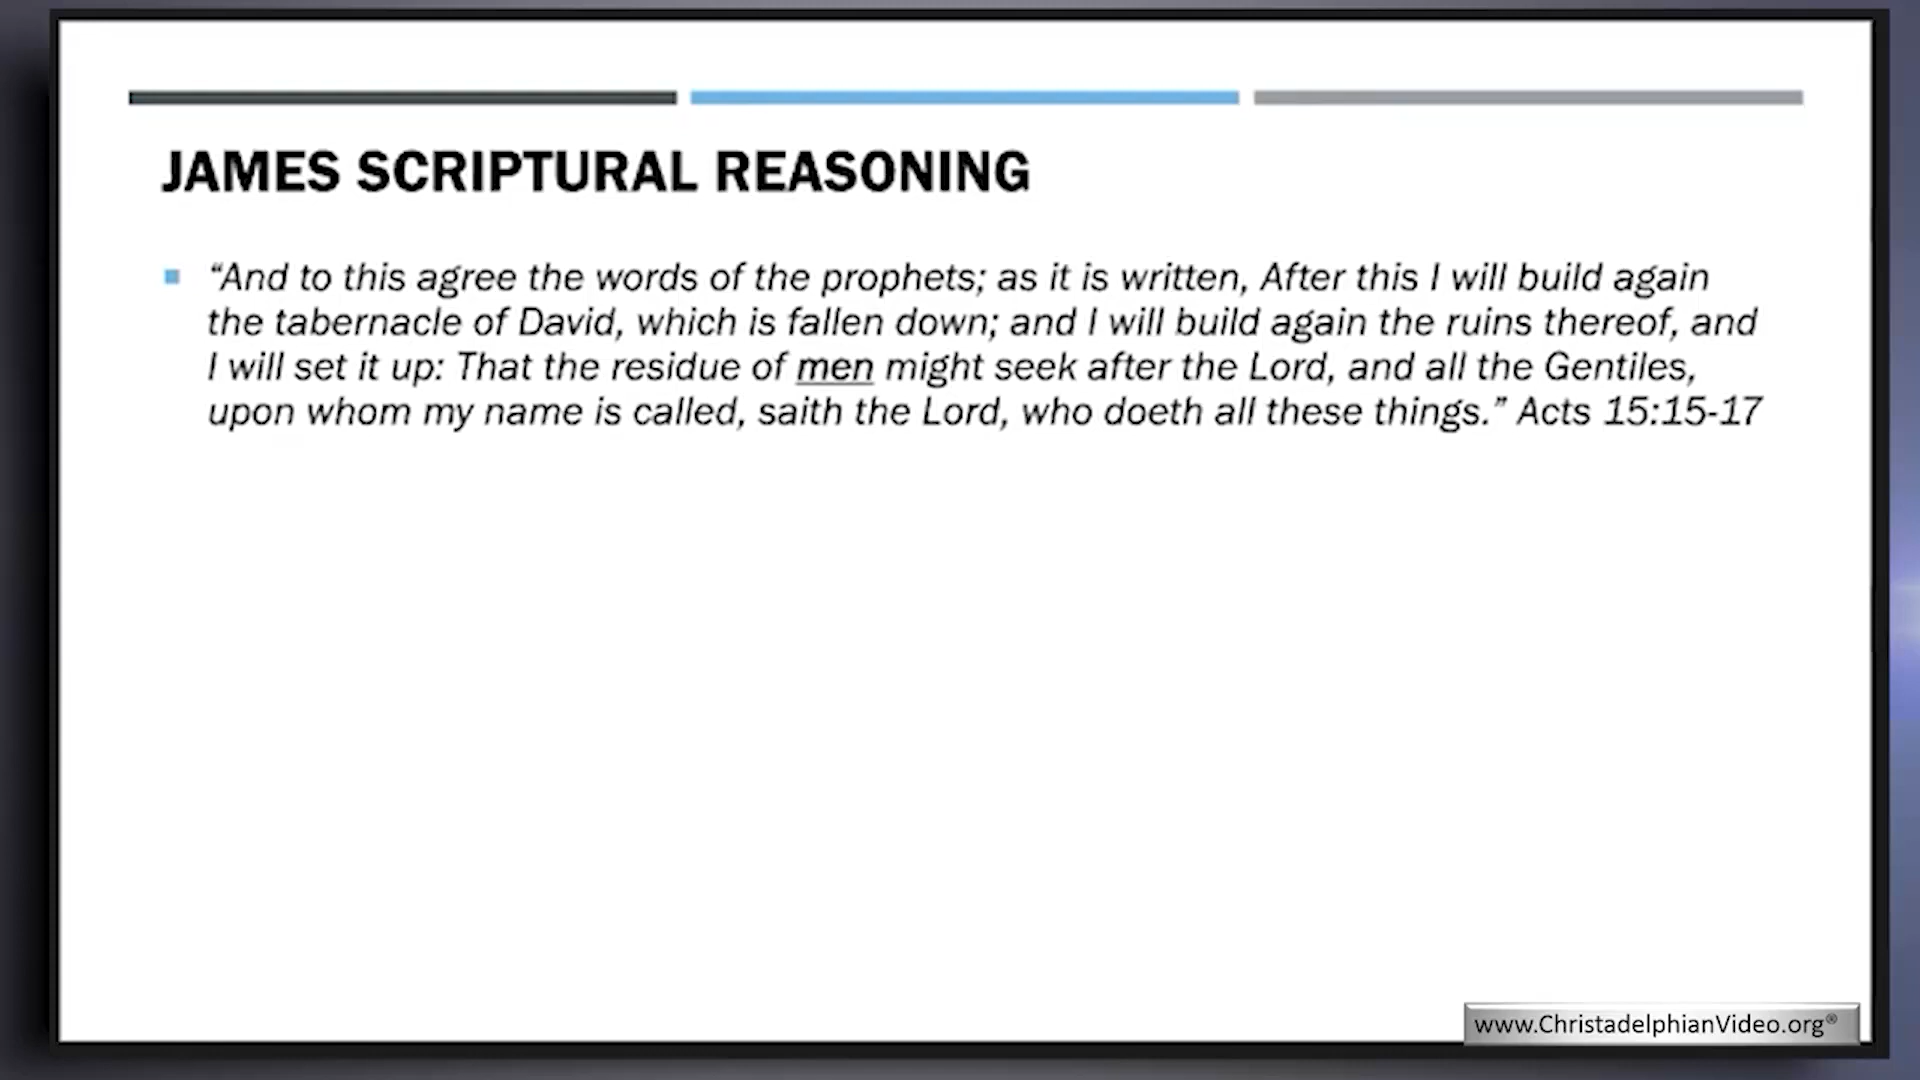 JAMES SCRIPTURAL REASONING
“And to this agree the words of the prophets; as it is written, After this I will build again
the tabernacle of David, which is fallen down; and I will build again the ruins thereof, and
I will set it up: That the residue of men might seek after the Lord, and all the Gentiles,
upon whom my name is called, saith the Lord, who doeth all these things.” Acts 15:15-17
www.ChristadelphianVideo.org®